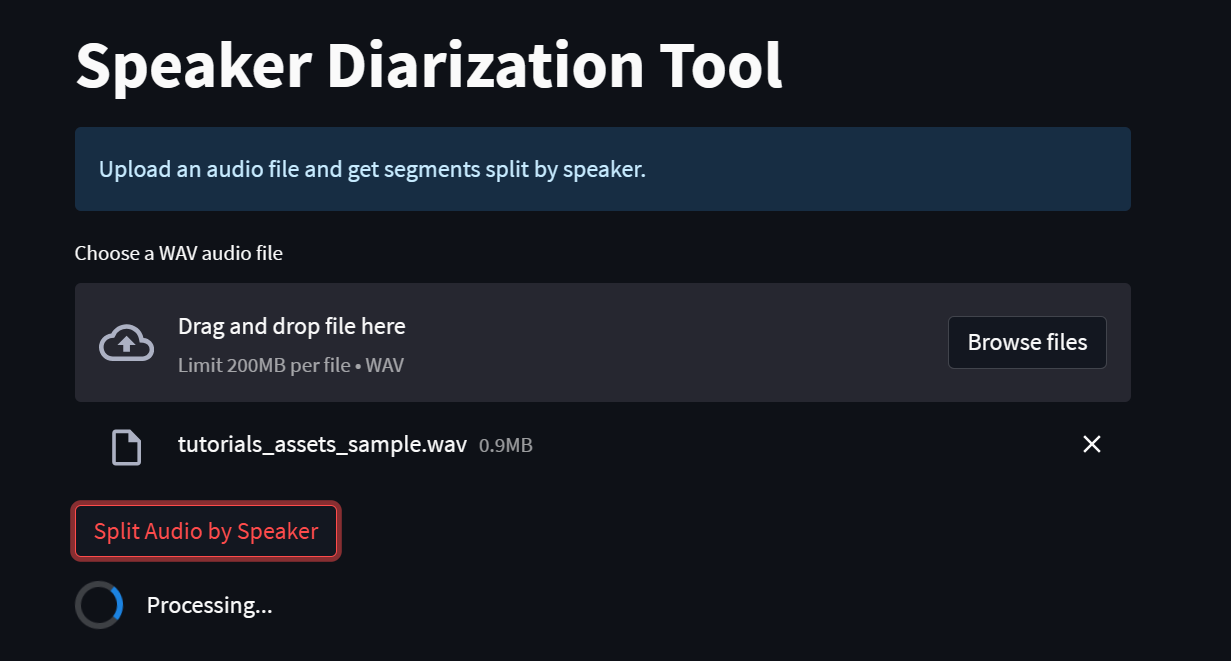 Speaker Diarization Tool
Upload an audio file and get segments split by speaker.
Choose a WAV audio file
Drag and drop file here
Limit 200MB per file • WAV
Browse files
tutorials_assets_sample.wav 0.9MB
Split Audio by Speaker
Processing...